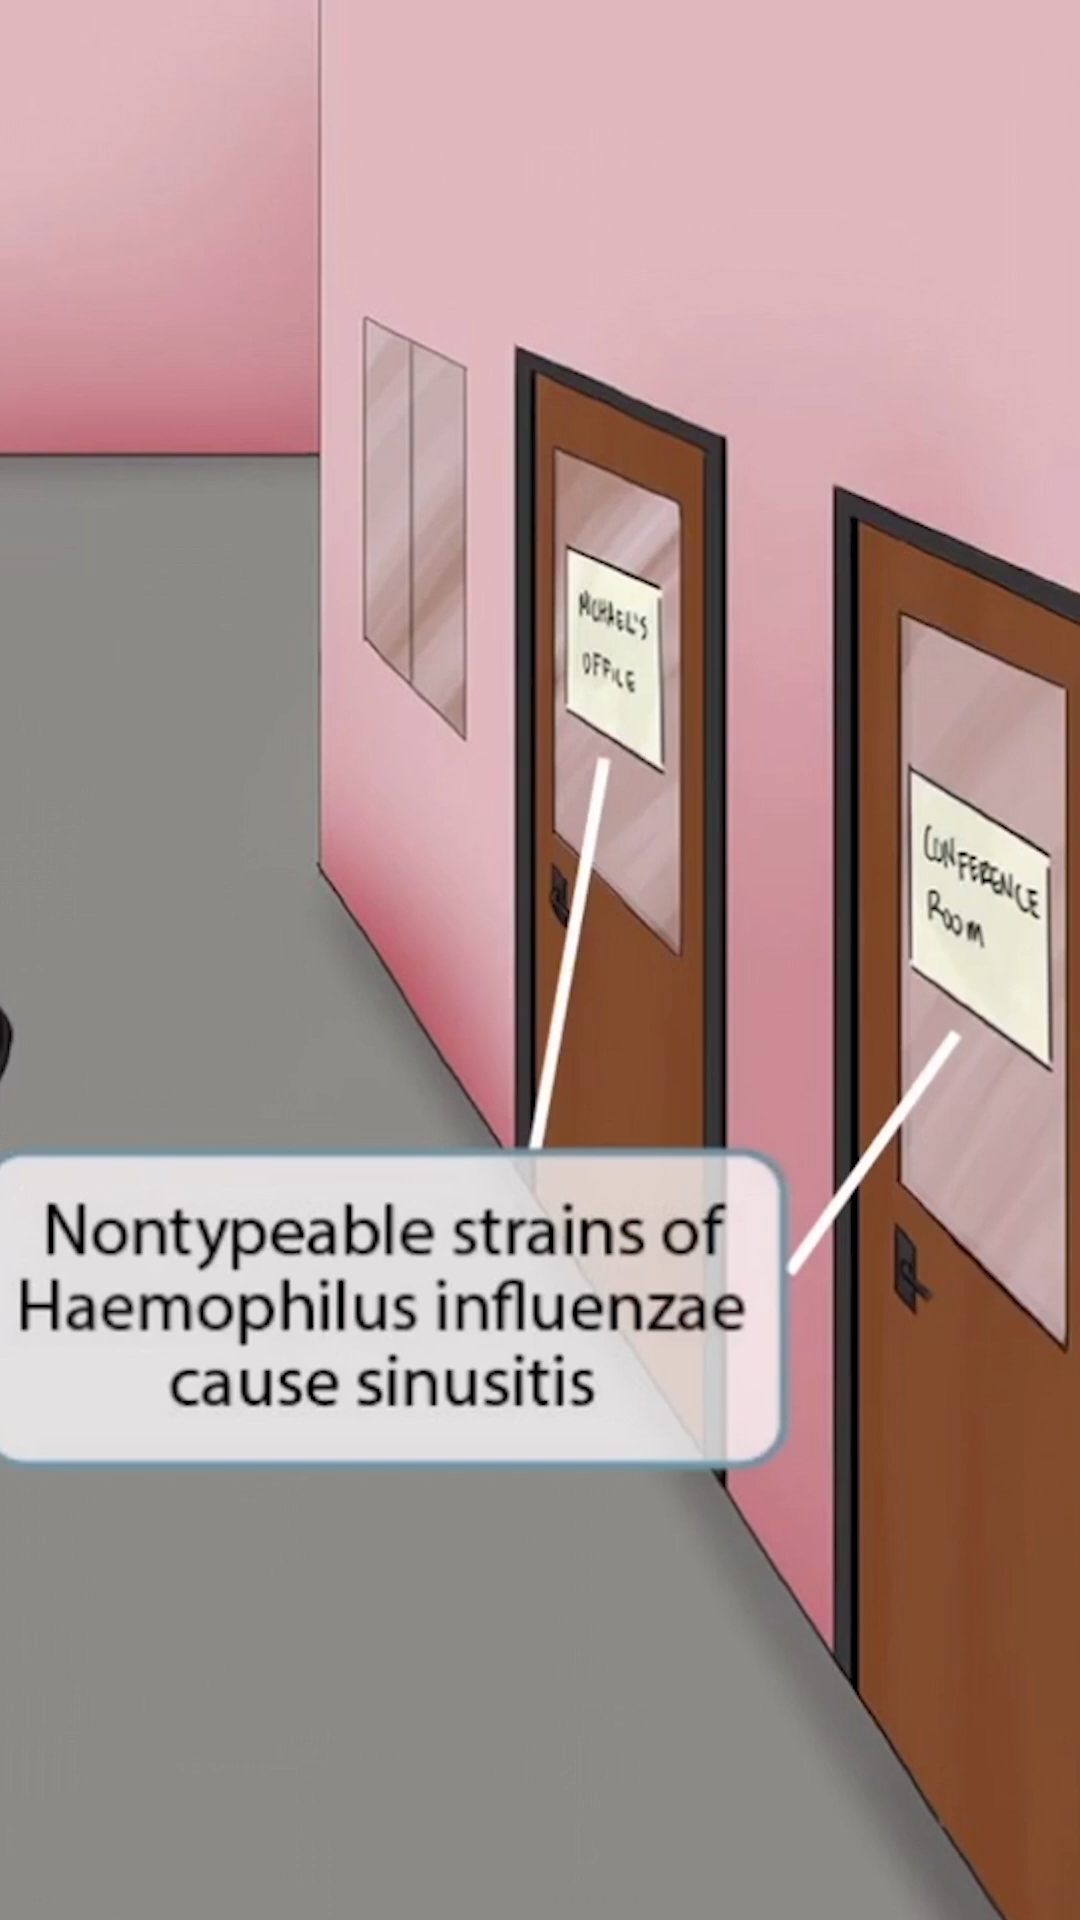 MICHAEL'S
OFFICE
CONFERENCE
ROOM
Nontypeable strains of
Haemophilus influenzae
cause sinusitis